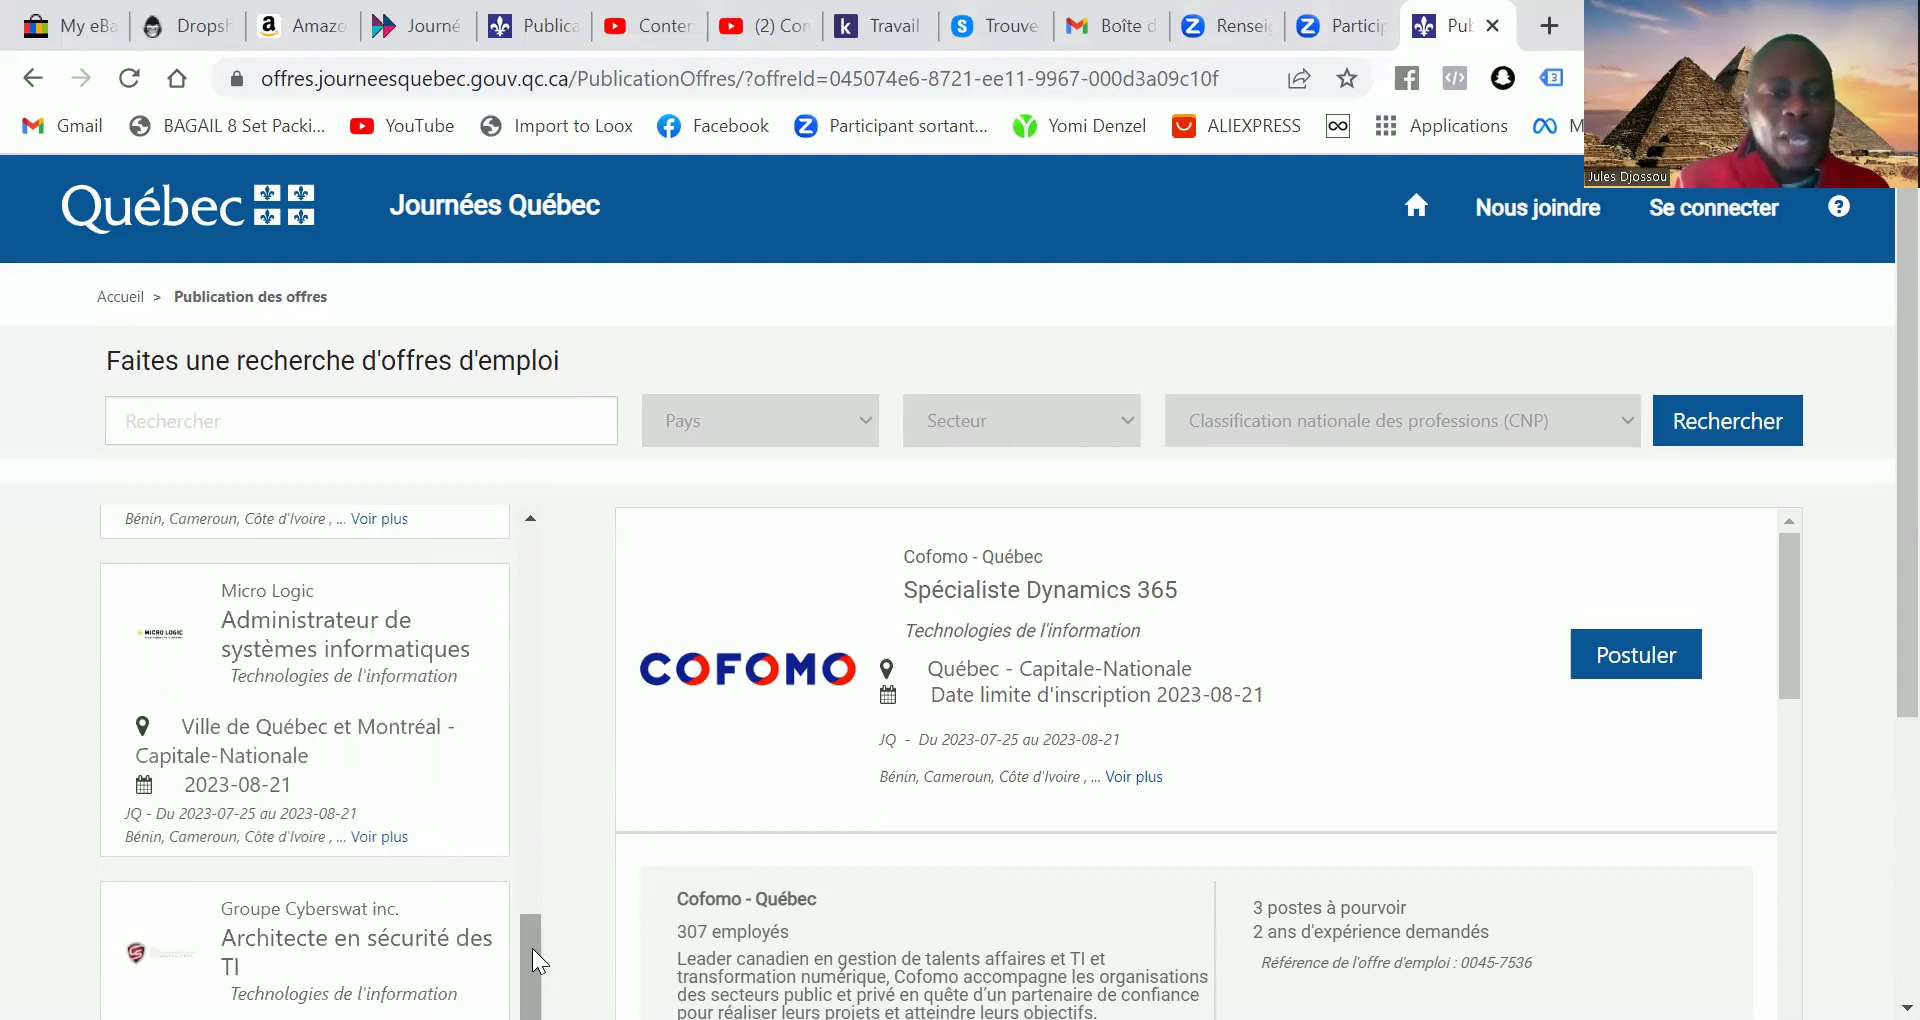 My eBa
Dropsh
Amazo
Journé
Publica
Conten
(2) Con
Travail
Trouve
Boîte d
Rensei
Particip
Pub
offres.journeesquebec.gouv.qc.ca/PublicationOffres/?offreId=045074e6-8721-ee11-9967-000d3a09c10f
Gmail
BAGAIL 8 Set Packi...
YouTube
Import to Loox
Facebook
Participant sortant...
Yomi Denzel
ALIEXPRESS
Applications
M
Jules Djossou
Québec
Journées Québec
Nous joindre
Se connecter
Accueil > Publication des offres
Faites une recherche d'offres d'emploi
Rechercher
Pays
Secteur
Classification nationale des professions (CNP)
Rechercher
Bénin, Cameroun, Côte d'Ivoire , ... Voir plus
Micro Logic
MICRO LOGIC
Administrateur de
systèmes informatiques
Technologies de l'information
Ville de Québec et Montréal -
Capitale-Nationale
2023-08-21
JQ - Du 2023-07-25 au 2023-08-21
Bénin, Cameroun, Côte d'Ivoire , ... Voir plus
Groupe Cyberswat inc.
Architecte en sécurité des
TI
Technologies de l'information
Cofomo - Québec
Spécialiste Dynamics 365
Technologies de l'information
COFOMO
Québec - Capitale-Nationale
Date limite d'inscription 2023-08-21
JQ - Du 2023-07-25 au 2023-08-21
Bénin, Cameroun, Côte d'Ivoire , ... Voir plus
Postuler
Cofomo - Québec
307 employés
Leader canadien en gestion de talents affaires et TI et
transformation numérique, Cofomo accompagne les organisations
des secteurs public et privé en quête d'un partenaire de confiance
pour réaliser leurs projets et atteindre leurs objectifs.
3 postes à pourvoir
2 ans d'expérience demandés
Référence de l'offre d'emploi : 0045-7536